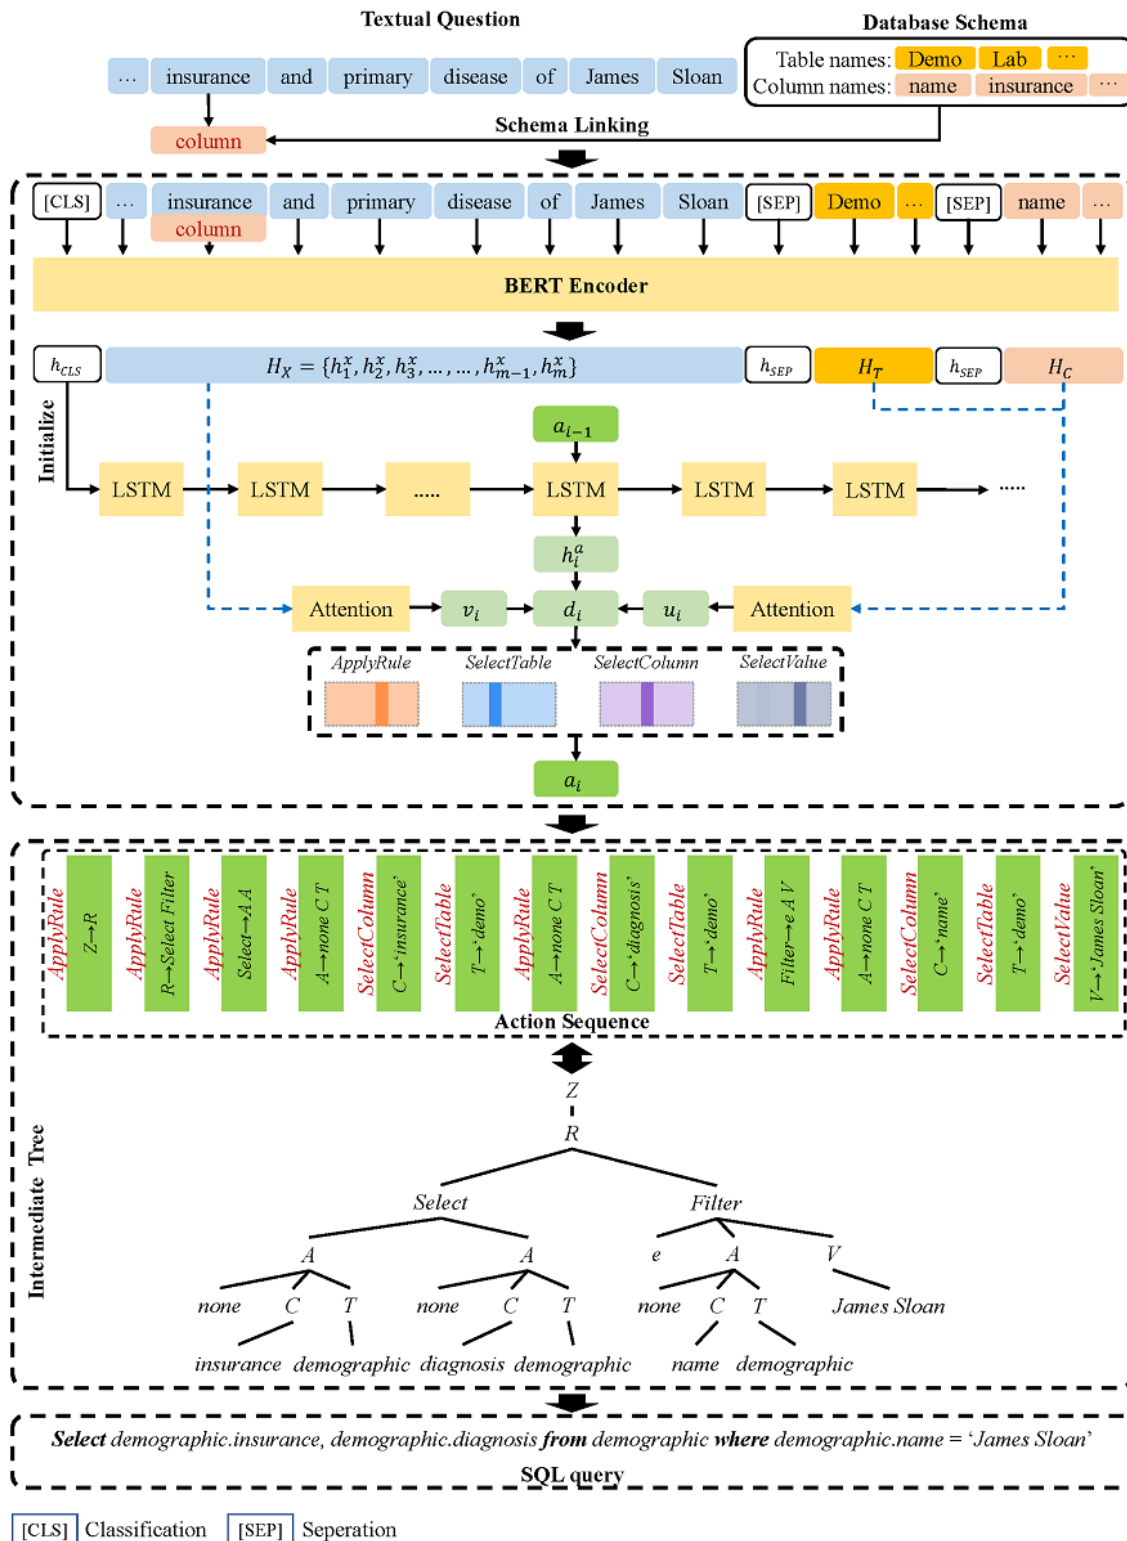 Textual Question
Database Schema
Table names: Demo Lab ...
Column names: name insurance ...
... insurance and primary disease of James Sloan
Schema Linking
column
[CLS] ... insurance and primary disease of James Sloan [SEP] Demo ... [SEP] name ...
column
BERT Encoder
h_CLS H_X = {h_1^x, h_2^x, h_3^x, ..., ..., h_{m-1}^x, h_m^x} h_SEP H_T h_SEP H_C
Initialize
a_{i-1}
LSTM LSTM ..... LSTM LSTM LSTM .....
h_i^a
Attention v_i d_i u_i Attention
ApplyRule SelectTable SelectColumn SelectValue
a_i
ApplyRule Z→R
ApplyRule R→Select Filter
ApplyRule Select→A A
ApplyRule A→none C T
SelectColumn C→‘insurance’
SelectTable T→‘demo’
ApplyRule A→none C T
SelectColumn C→‘diagnosis’
SelectTable T→‘demo’
ApplyRule Filter→e A V
ApplyRule A→none C T
SelectColumn C→‘name’
SelectTable T→‘demo’
SelectValue V→‘James Sloan’
Action Sequence
Intermediate Tree
Z
R
Select Filter
A A e A V
none C T none C T none C T James Sloan
insurance demographic diagnosis demographic name demographic
Select demographic.insurance, demographic.diagnosis from demographic where demographic.name = ‘James Sloan’
SQL query
[CLS] Classification [SEP] Seperation